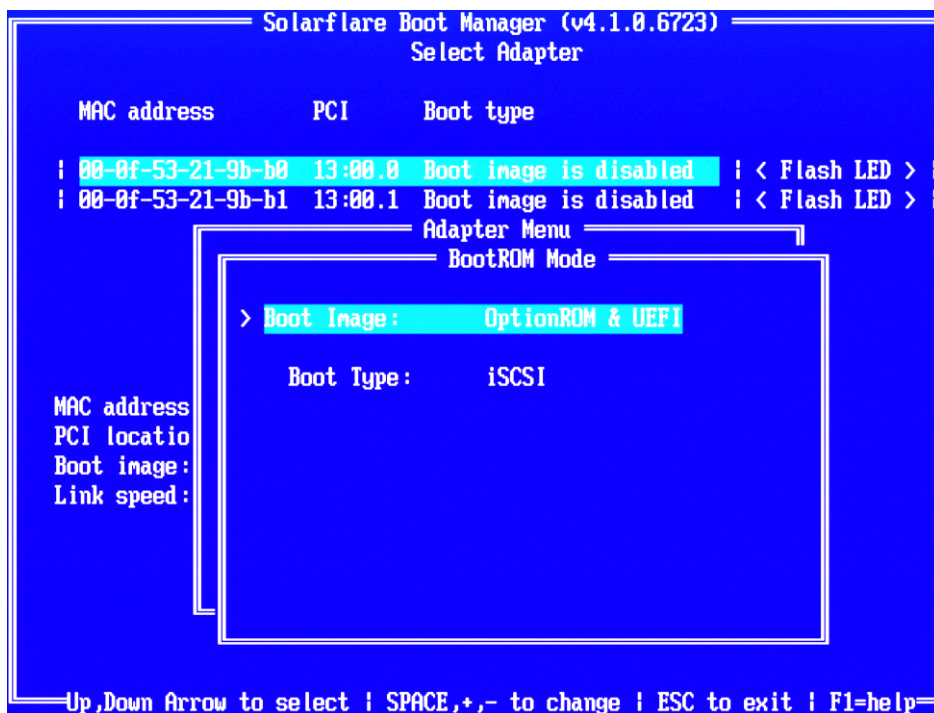 Solarflare Boot Manager (v4.1.0.6723)
Select Adapter
MAC address PCI Boot type
| 00-0f-53-21-9b-b0 13:00.0 Boot image is disabled | < Flash LED > |
| 00-0f-53-21-9b-b1 13:00.1 Boot image is disabled | < Flash LED > |
Adapter Menu
BootROM Mode
> Boot Image: OptionROM & UEFI
Boot Type: iSCSI
MAC address
PCI locatio
Boot image:
Link speed:
Up,Down Arrow to select | SPACE,+,- to change | ESC to exit | F1=help